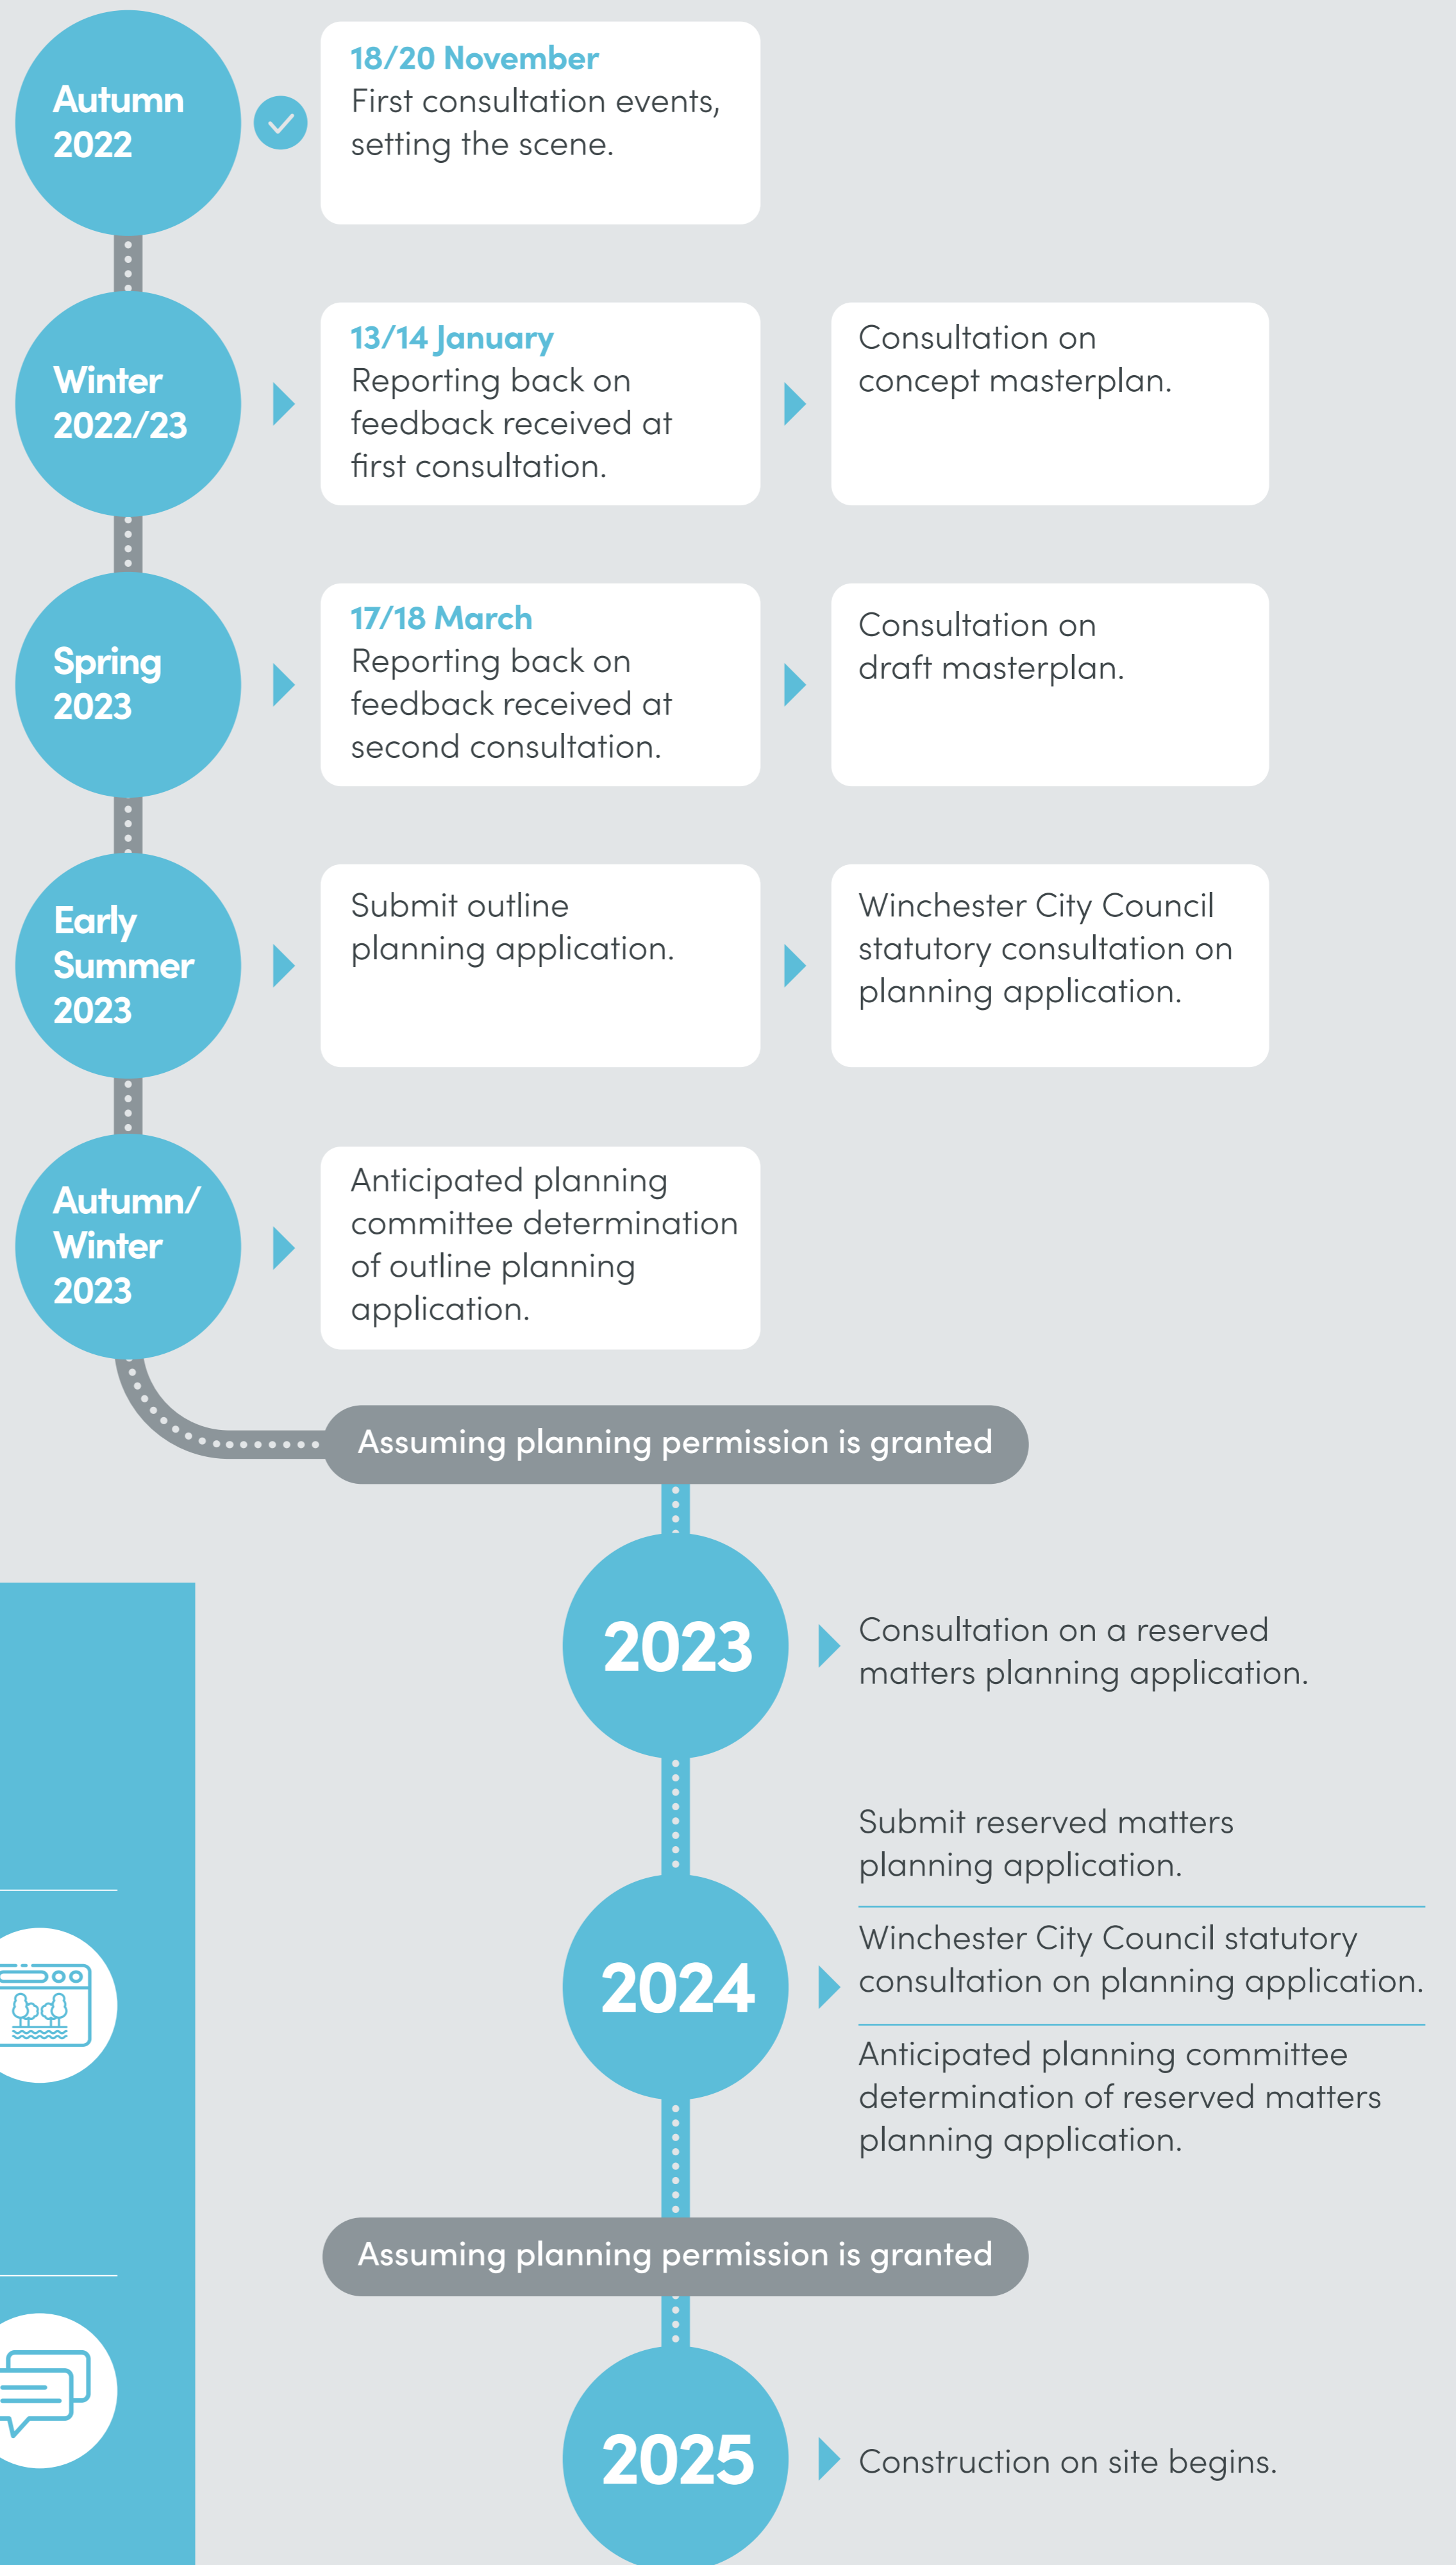 Autumn
2022
18/20 November
First consultation events,
setting the scene.
Winter
2022/23
13/14 January
Reporting back on
feedback received at
first consultation.
Consultation on
concept masterplan.
Spring
2023
17/18 March
Reporting back on
feedback received at
second consultation.
Consultation on
draft masterplan.
Early
Summer
2023
Submit outline
planning application.
Winchester City Council
statutory consultation on
planning application.
Autumn/
Winter
2023
Anticipated planning
committee determination
of outline planning
application.
Assuming planning permission is granted
2023
Consultation on a reserved
matters planning application.
2024
Submit reserved matters
planning application.
Winchester City Council statutory
consultation on planning application.
Anticipated planning committee
determination of reserved matters
planning application.
Assuming planning permission is granted
2025
Construction on site begins.